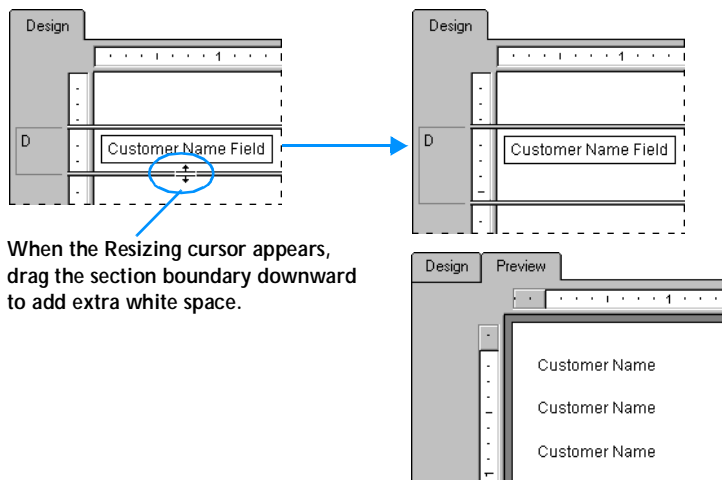 Design
1
D
Customer Name Field
When the Resizing cursor appears,
drag the section boundary downward
to add extra white space.
Design
1
D
Customer Name Field
Design
Preview
1
Customer Name
Customer Name
Customer Name
1